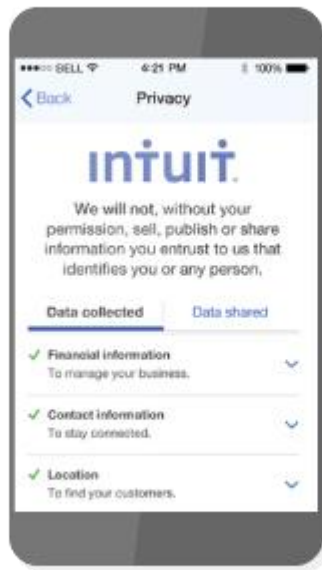 BELL 4:21 PM 100%
Back Privacy
intuit.
We will not, without your
permission, sell, publish or share
information you entrust to us that
identifies you or any person.
Data collected Data shared
Financial information
To manage your business.
Contact information
To stay connected.
Location
To find your customers.